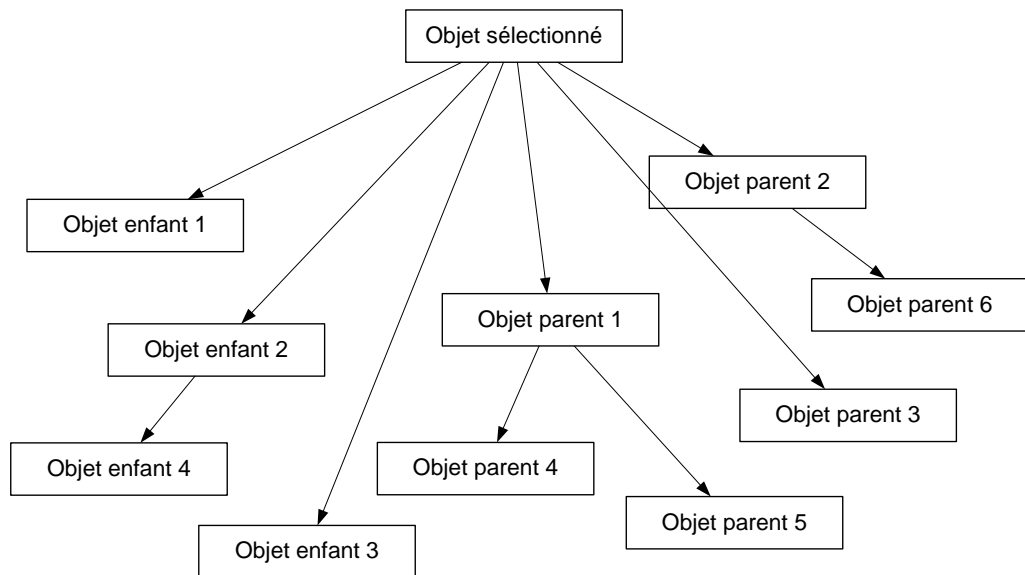 Objet sélectionné
Objet parent 2
Objet enfant 1
Objet parent 6
Objet parent 1
Objet enfant 2
Objet parent 3
Objet enfant 4
Objet parent 4
Objet parent 5
Objet enfant 3